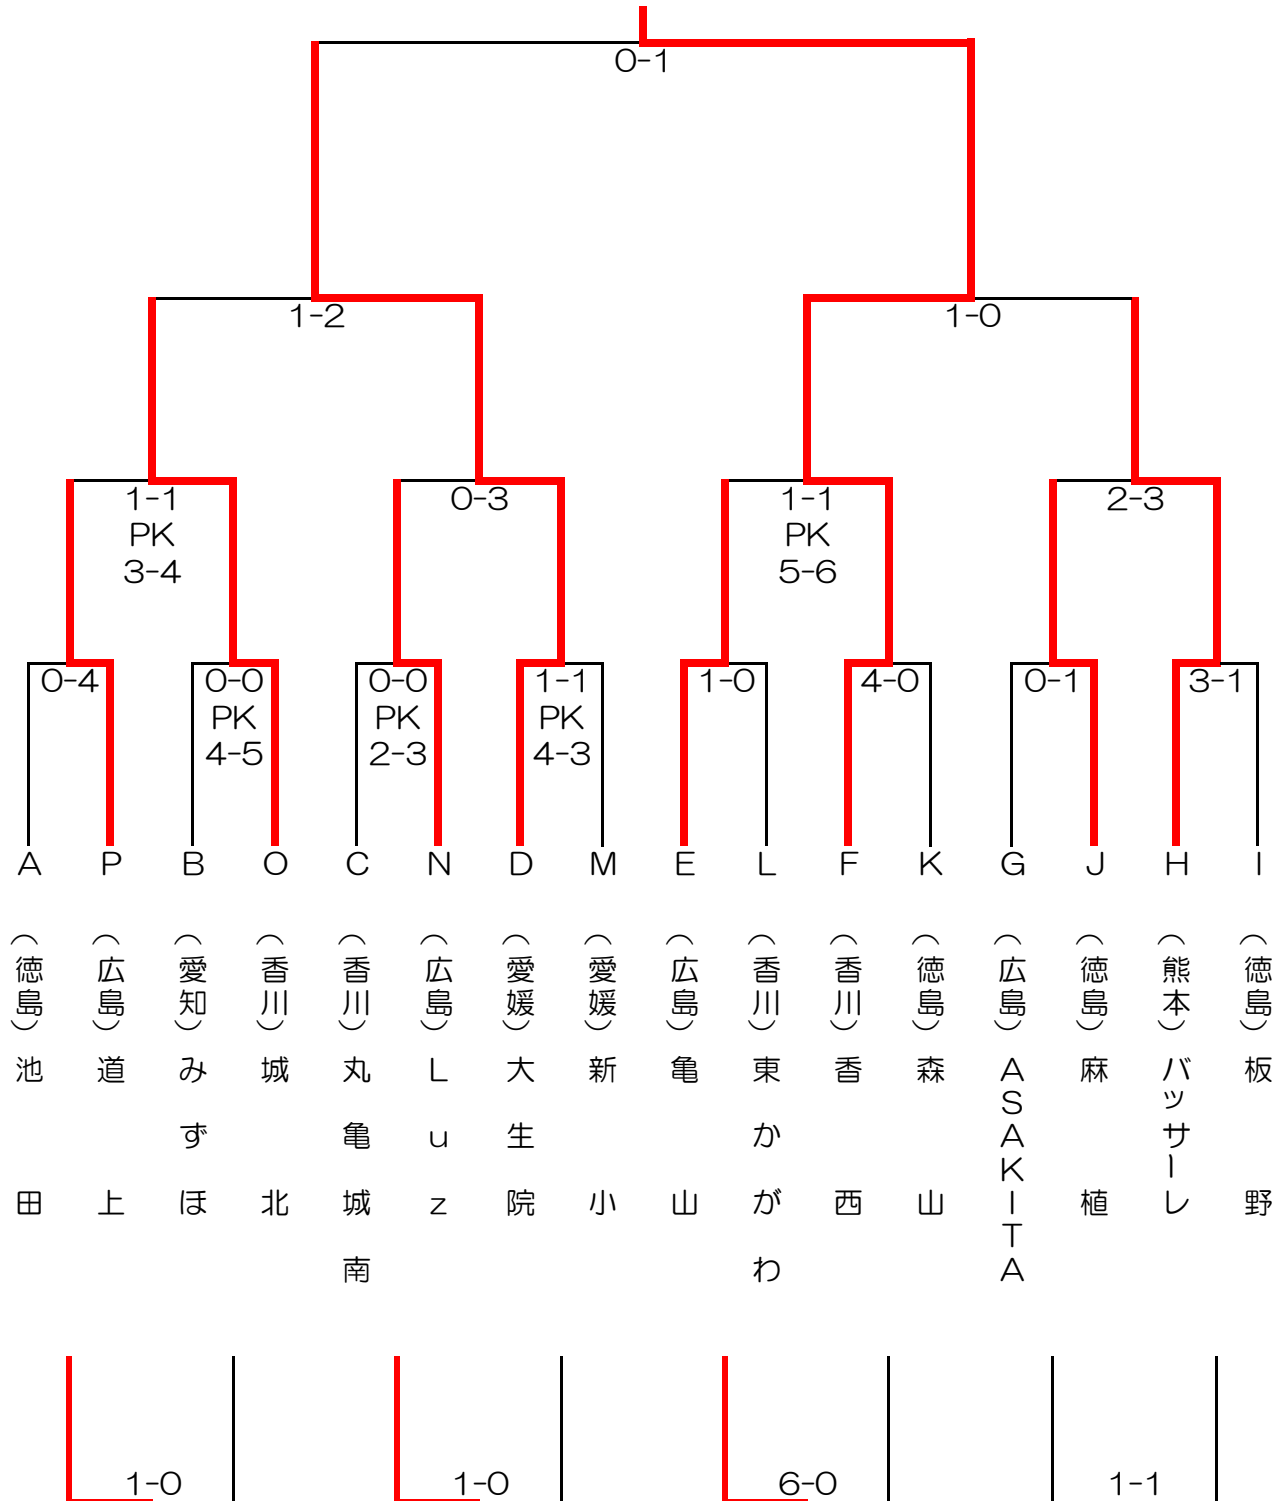 0-1
1-2
1-0
1-1
PK
3-4
0-3
1-1
PK
5-6
2-3
0-4
0-0
PK
4-5
0-0
PK
2-3
1-1
PK
4-3
1-0
4-0
0-1
3-1
A
P
B
O
C
N
D
M
E
L
F
K
G
J
H
I
（徳島）池田
（広島）道上
（愛知）みずほ
（香川）城北
（香川）丸亀城南
（広島）Luz
（愛媛）大生院
（愛媛）新小
（広島）亀山
（香川）東かがわ
（香川）香西
（徳島）森山
（広島）ASAKITA
（徳島）麻植
（熊本）バッサーレ
（徳島）板野
1-0
1-0
6-0
1-1